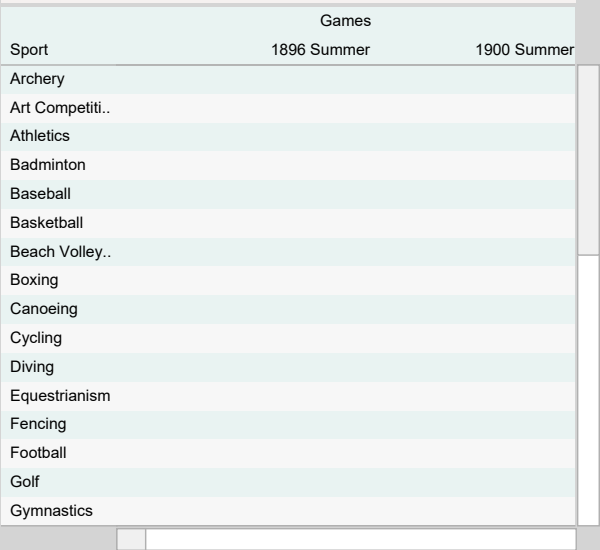 Games
Sport 1896 Summer 1900 Summer
Archery
Art Competiti..
Athletics
Badminton
Baseball
Basketball
Beach Volley..
Boxing
Canoeing
Cycling
Diving
Equestrianism
Fencing
Football
Golf
Gymnastics